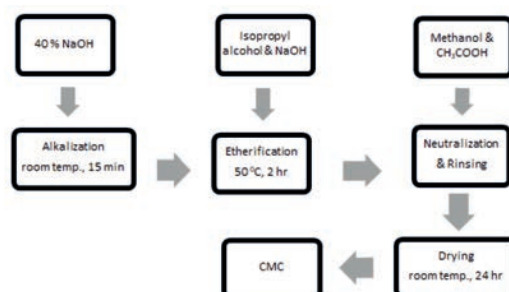 40% NaOH
Isopropyl
alcohol & NaOH
Methanol &
CH₃COOH
Alkalization
room temp., 15 min
Etherification
50 ⁰C, 2 hr
Neutralization
& Rinsing
CMC
Drying
room temp., 24 hr